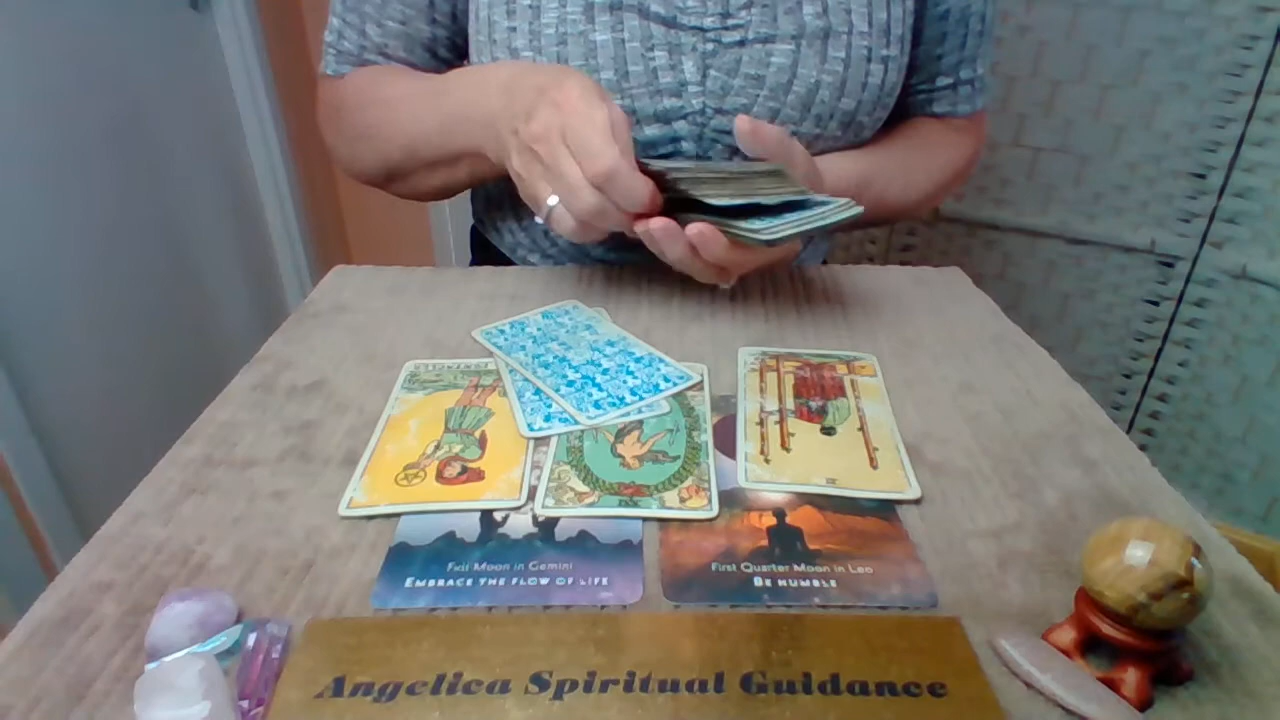 Full Moon in Gemini
EMBRACE THE FLOW OF LIFE
First Quarter Moon in Leo
BE HUMBLE
Angelica Spiritual Guidance